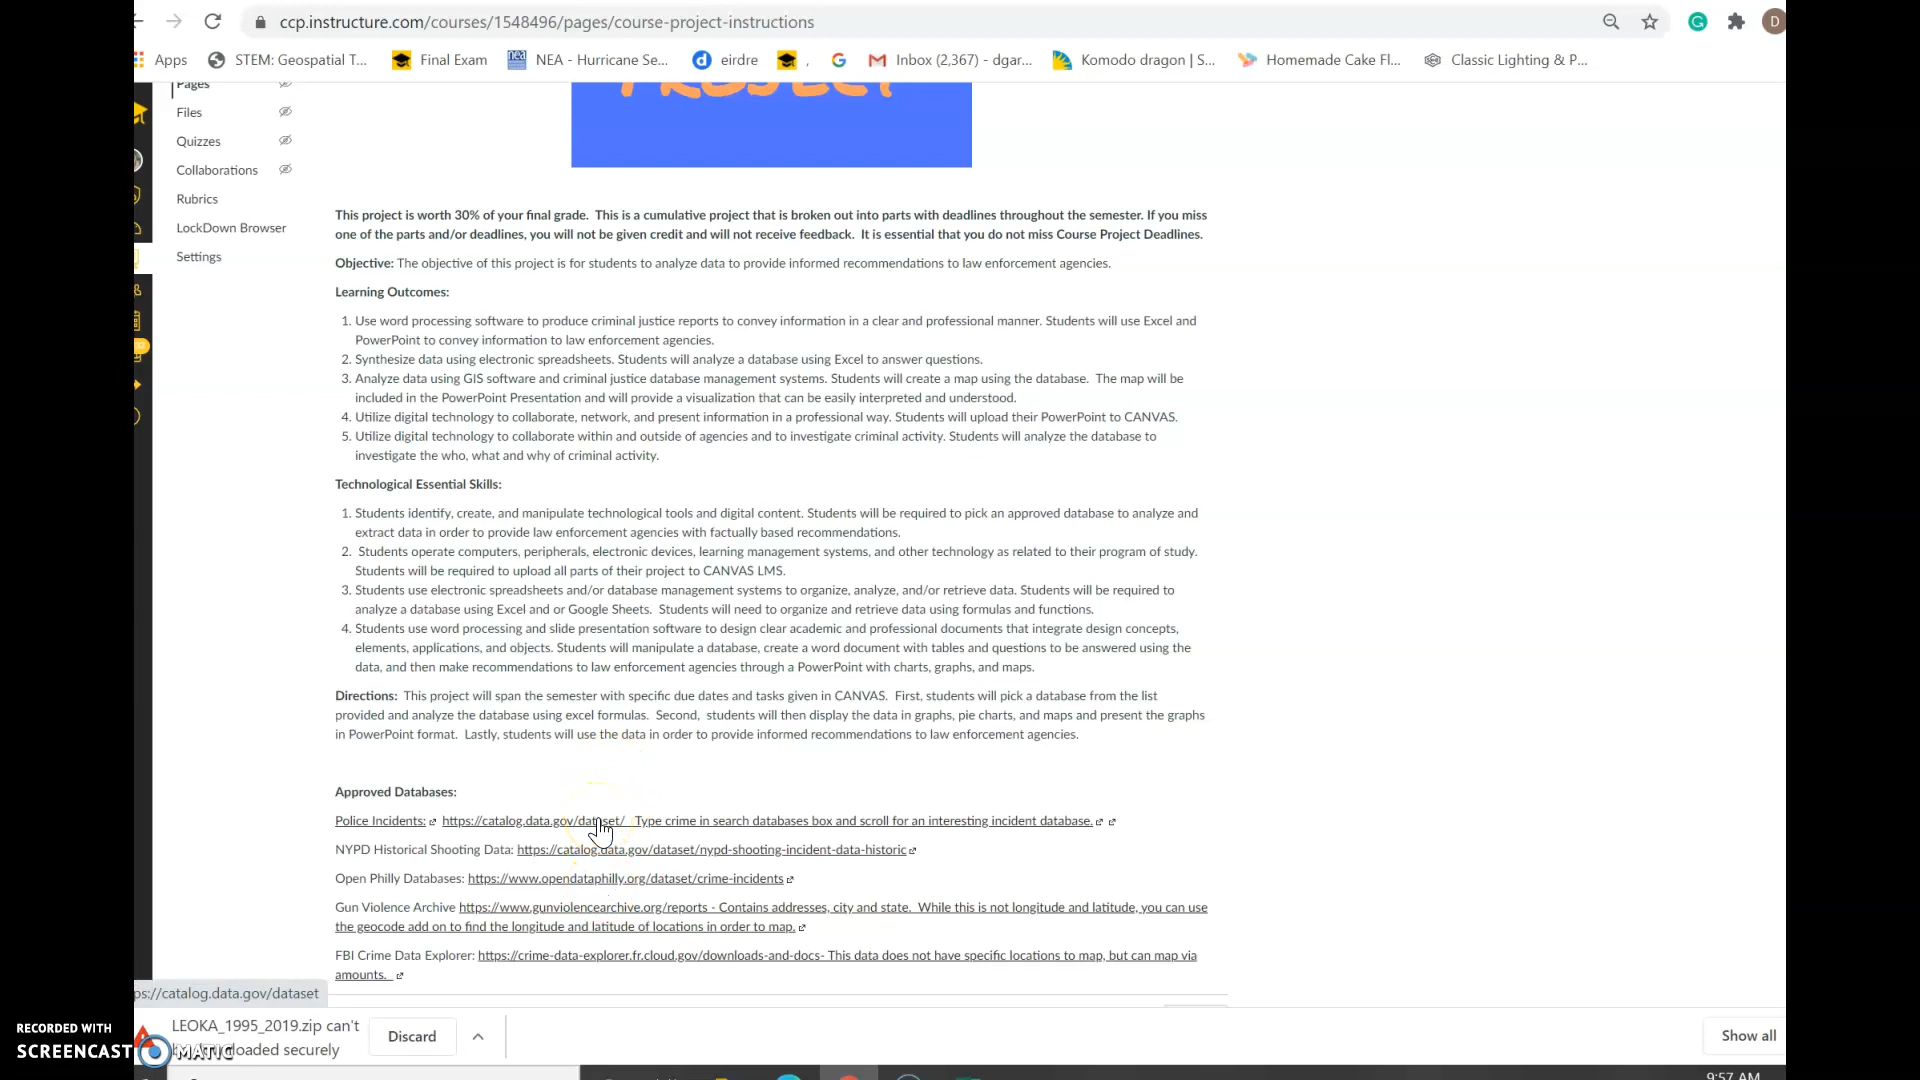 ccp.instructure.com/courses/1548496/pages/course-project-instructions
D
Apps STEM: Geospatial T... Final Exam NEA - Hurricane Se... eirdre , Inbox (2,367) - dgar... Komodo dragon | S... Homemade Cake Fl... Classic Lighting & P...
Pages
Files
Quizzes
Collaborations
Rubrics
LockDown Browser
Settings
PROJECT
This project is worth 30% of your final grade. This is a cumulative project that is broken out into parts with deadlines throughout the semester. If you miss
one of the parts and/or deadlines, you will not be given credit and will not receive feedback. It is essential that you do not miss Course Project Deadlines.
Objective: The objective of this project is for students to analyze data to provide informed recommendations to law enforcement agencies.
Learning Outcomes:
1. Use word processing software to produce criminal justice reports to convey information in a clear and professional manner. Students will use Excel and
PowerPoint to convey information to law enforcement agencies.
2. Synthesize data using electronic spreadsheets. Students will analyze a database using Excel to answer questions.
3. Analyze data using GIS software and criminal justice database management systems. Students will create a map using the database. The map will be
included in the PowerPoint Presentation and will provide a visualization that can be easily interpreted and understood.
4. Utilize digital technology to collaborate, network, and present information in a professional way. Students will upload their PowerPoint to CANVAS.
5. Utilize digital technology to collaborate within and outside of agencies and to investigate criminal activity. Students will analyze the database to
investigate the who, what and why of criminal activity.
Technological Essential Skills:
1. Students identify, create, and manipulate technological tools and digital content. Students will be required to pick an approved database to analyze and
extract data in order to provide law enforcement agencies with factually based recommendations.
2. Students operate computers, peripherals, electronic devices, learning management systems, and other technology as related to their program of study.
Students will be required to upload all parts of their project to CANVAS LMS.
3. Students use electronic spreadsheets and/or database management systems to organize, analyze, and/or retrieve data. Students will be required to
analyze a database using Excel and or Google Sheets. Students will need to organize and retrieve data using formulas and functions.
4. Students use word processing and slide presentation software to design clear academic and professional documents that integrate design concepts,
elements, applications, and objects. Students will manipulate a database, create a word document with tables and questions to be answered using the
data, and then make recommendations to law enforcement agencies through a PowerPoint with charts, graphs, and maps.
Directions: This project will span the semester with specific due dates and tasks given in CANVAS. First, students will pick a database from the list
provided and analyze the database using excel formulas. Second, students will then display the data in graphs, pie charts, and maps and present the graphs
in PowerPoint format. Lastly, students will use the data in order to provide informed recommendations to law enforcement agencies.
Approved Databases:
Police Incidents: https://catalog.data.gov/dataset/ Type crime in search databases box and scroll for an interesting incident database.
NYPD Historical Shooting Data: https://catalog.data.gov/dataset/nypd-shooting-incident-data-historic
Open Philly Databases: https://www.opendataphilly.org/dataset/crime-incidents
Gun Violence Archive https://www.gunviolencearchive.org/reports - Contains addresses, city and state. While this is not longitude and latitude, you can use
the geocode add on to find the longitude and latitude of locations in order to map.
FBI Crime Data Explorer: https://crime-data-explorer.fr.cloud.gov/downloads-and-docs- This data does not have specific locations to map, but can map via
amounts.
ps://catalog.data.gov/dataset
LEOKA_1995_2019.zip can't
loaded securely
Discard
Show all
RECORDED WITH
SCREENCAST MATIC
9:57 AM